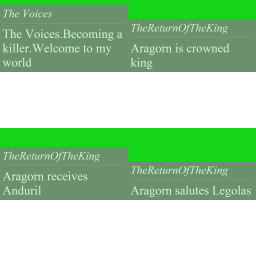 The Voices
The Voices.Becoming a
killer.Welcome to my
world
TheReturnOfTheKing
Aragorn is crowned
king
TheReturnOfTheKing
Aragorn receives
Anduril
TheReturnOfTheKing
Aragorn salutes Legolas